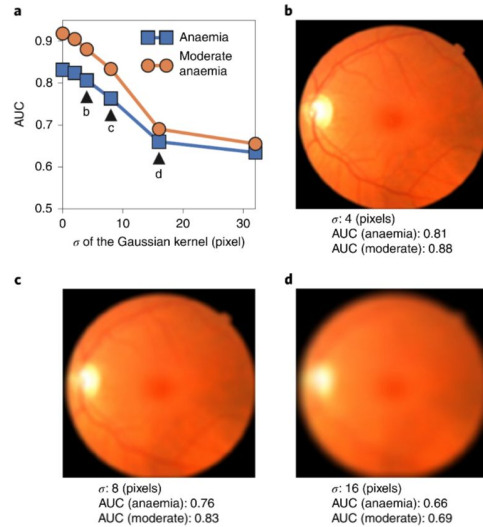 a
0.9
0.8
0.7
0.6
0.5
AUC
Anaemia
Moderate
anaemia
b
c
d
0
10
20
30
σ of the Gaussian kernel (pixel)
b
σ: 4 (pixels)
AUC (anaemia): 0.81
AUC (moderate): 0.88
c
σ: 8 (pixels)
AUC (anaemia): 0.76
AUC (moderate): 0.83
d
σ: 16 (pixels)
AUC (anaemia): 0.66
AUC (moderate): 0.69